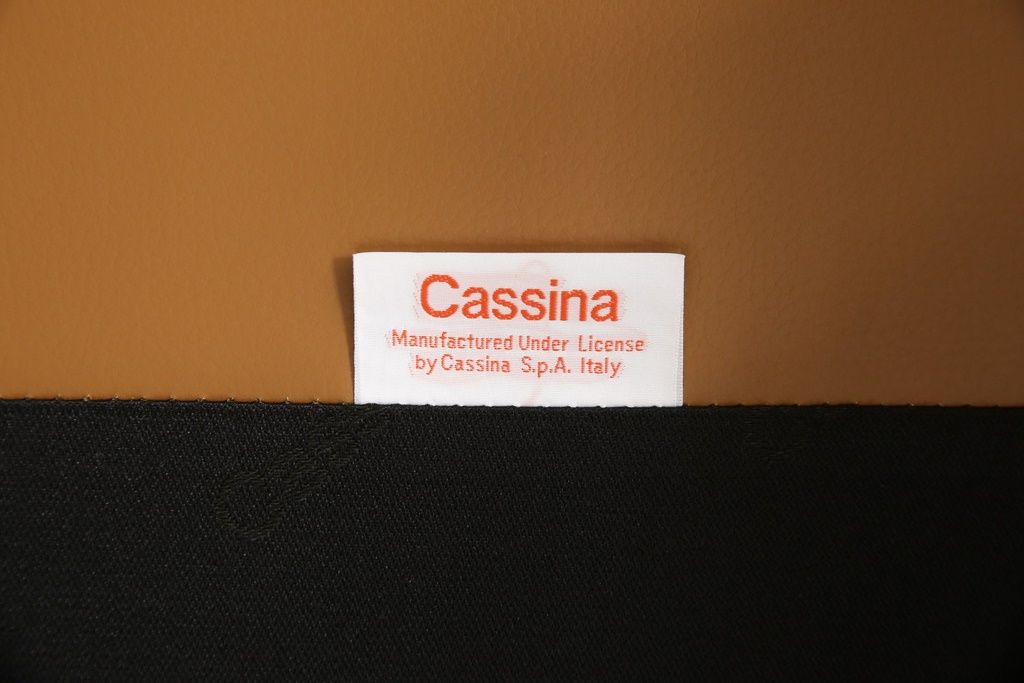 Cassina
Manufactured Under License
by Cassina S.p.A. Italy